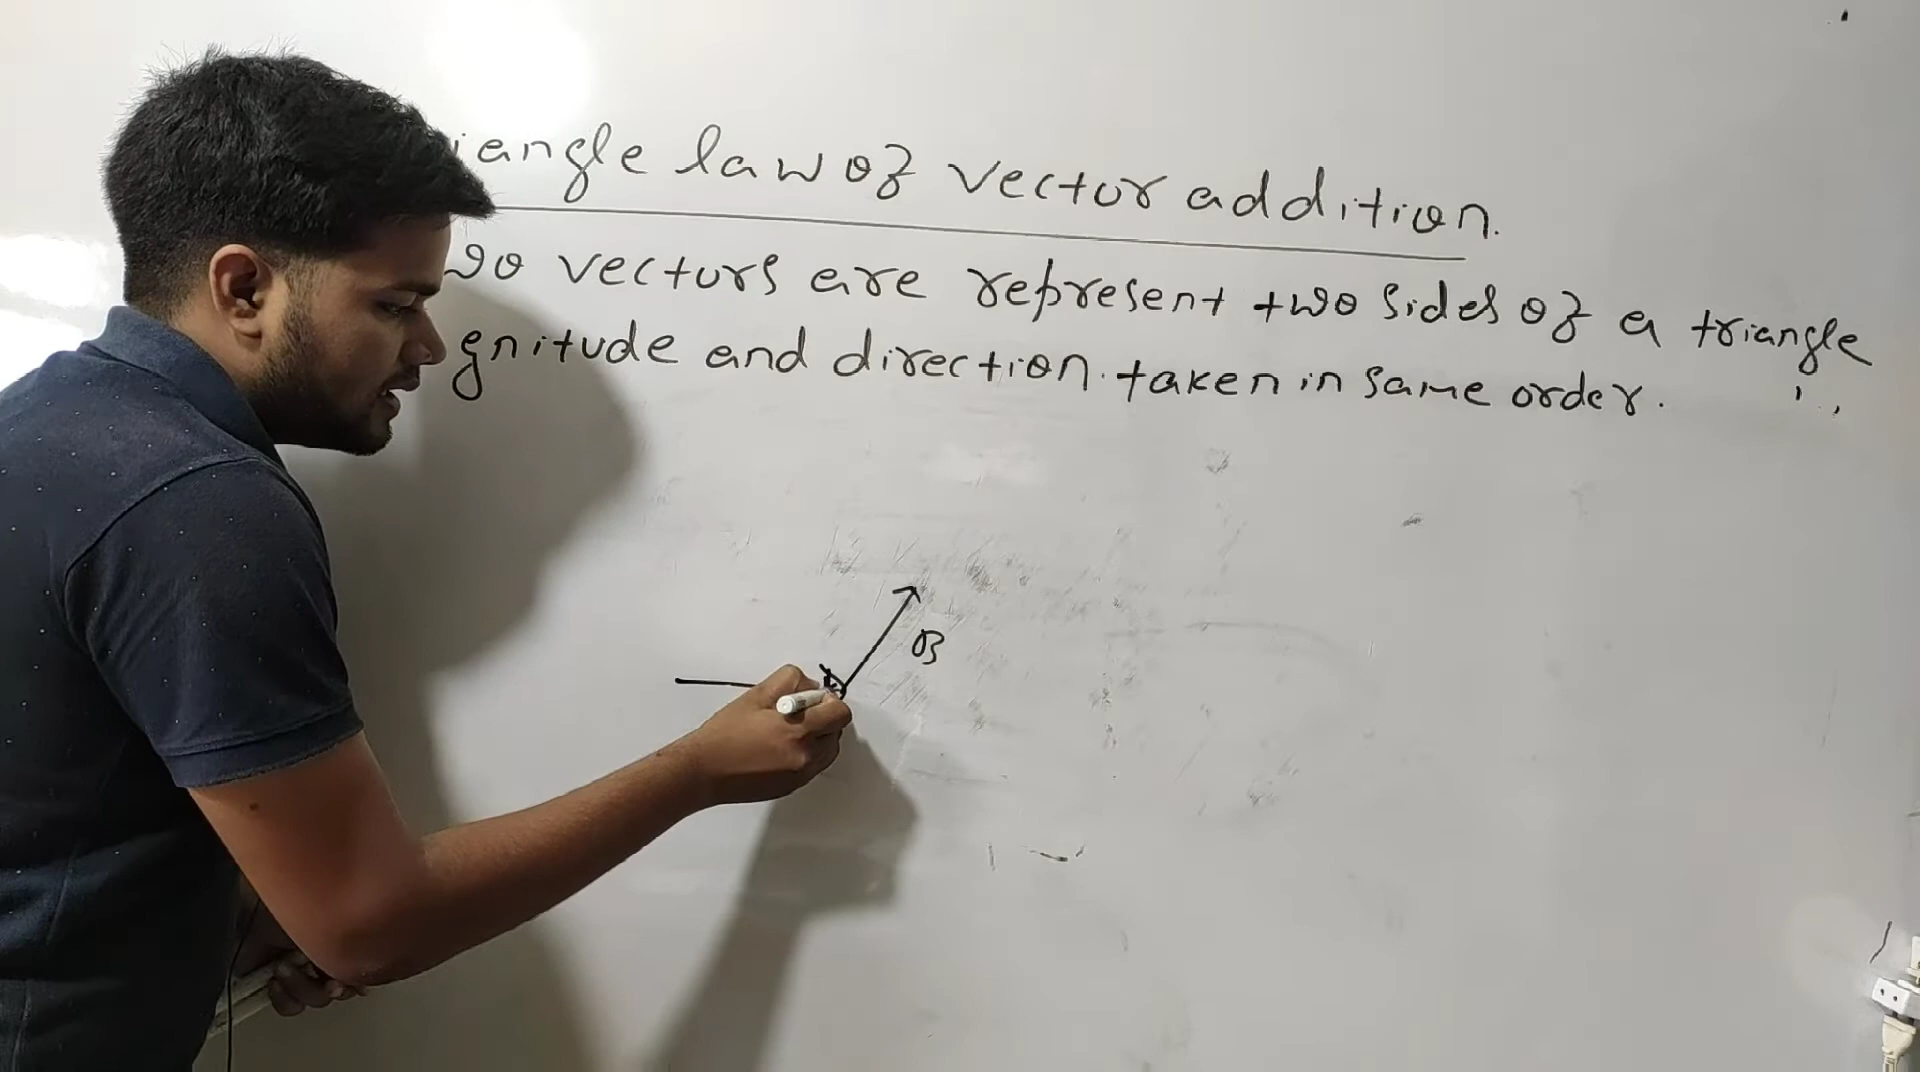 iangle law of vector addition.
wo vectors are represent two sides of a triangle
gnitude and direction. taken in same order.
B